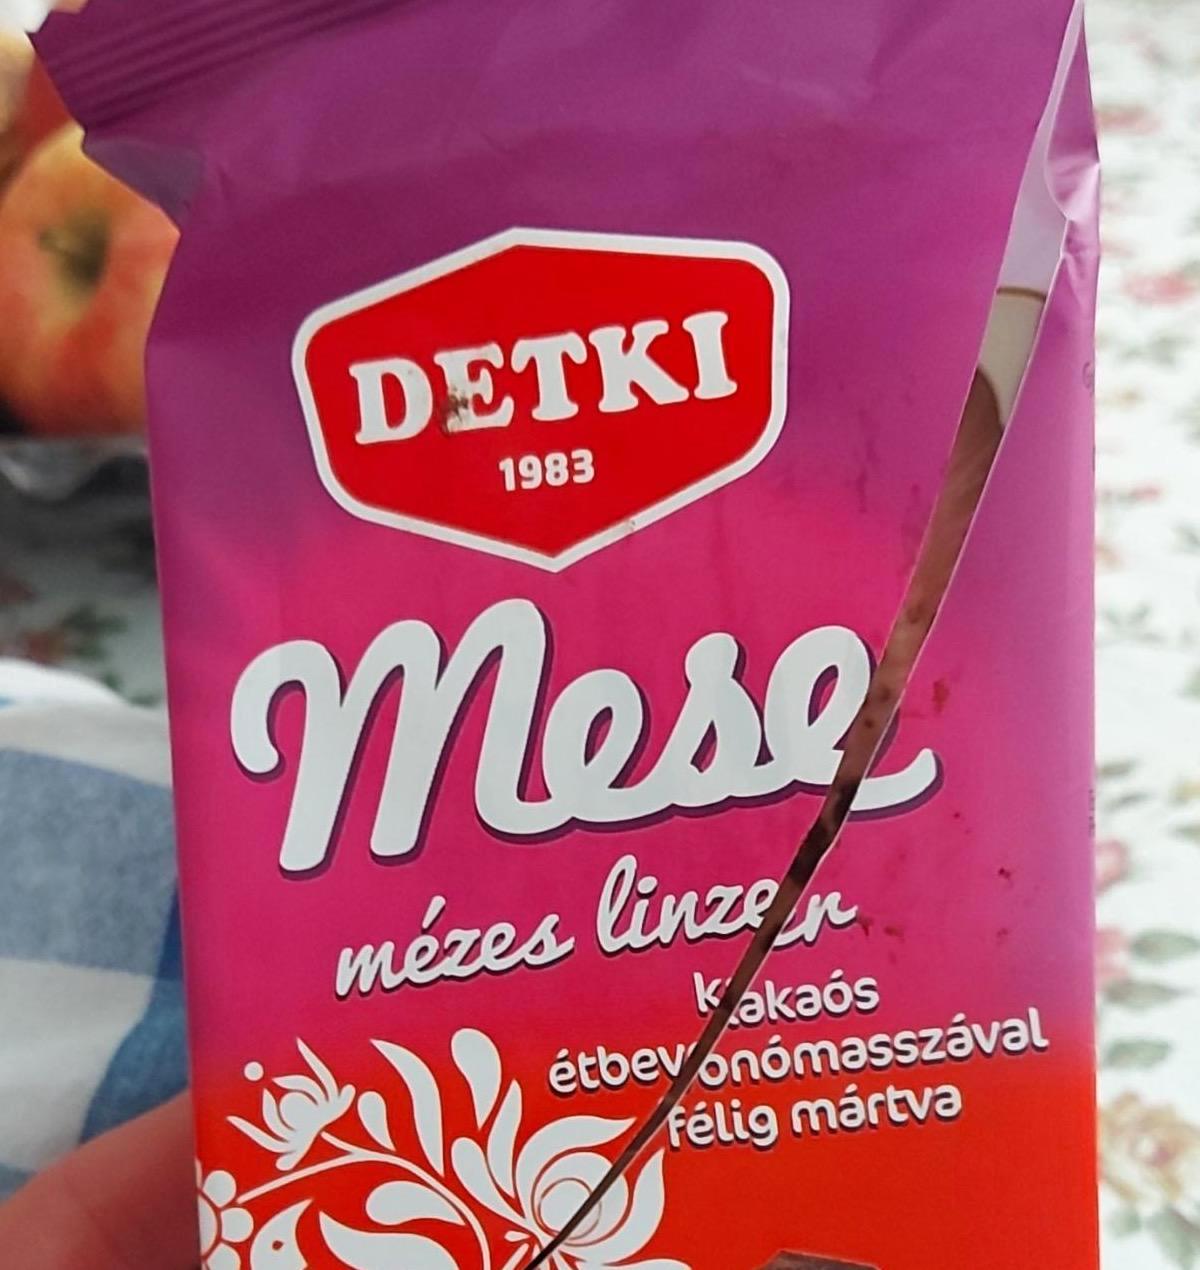 DETKI
1983
Mese
mézes linzer
kakaós
étbevonómasszával
félig mártva